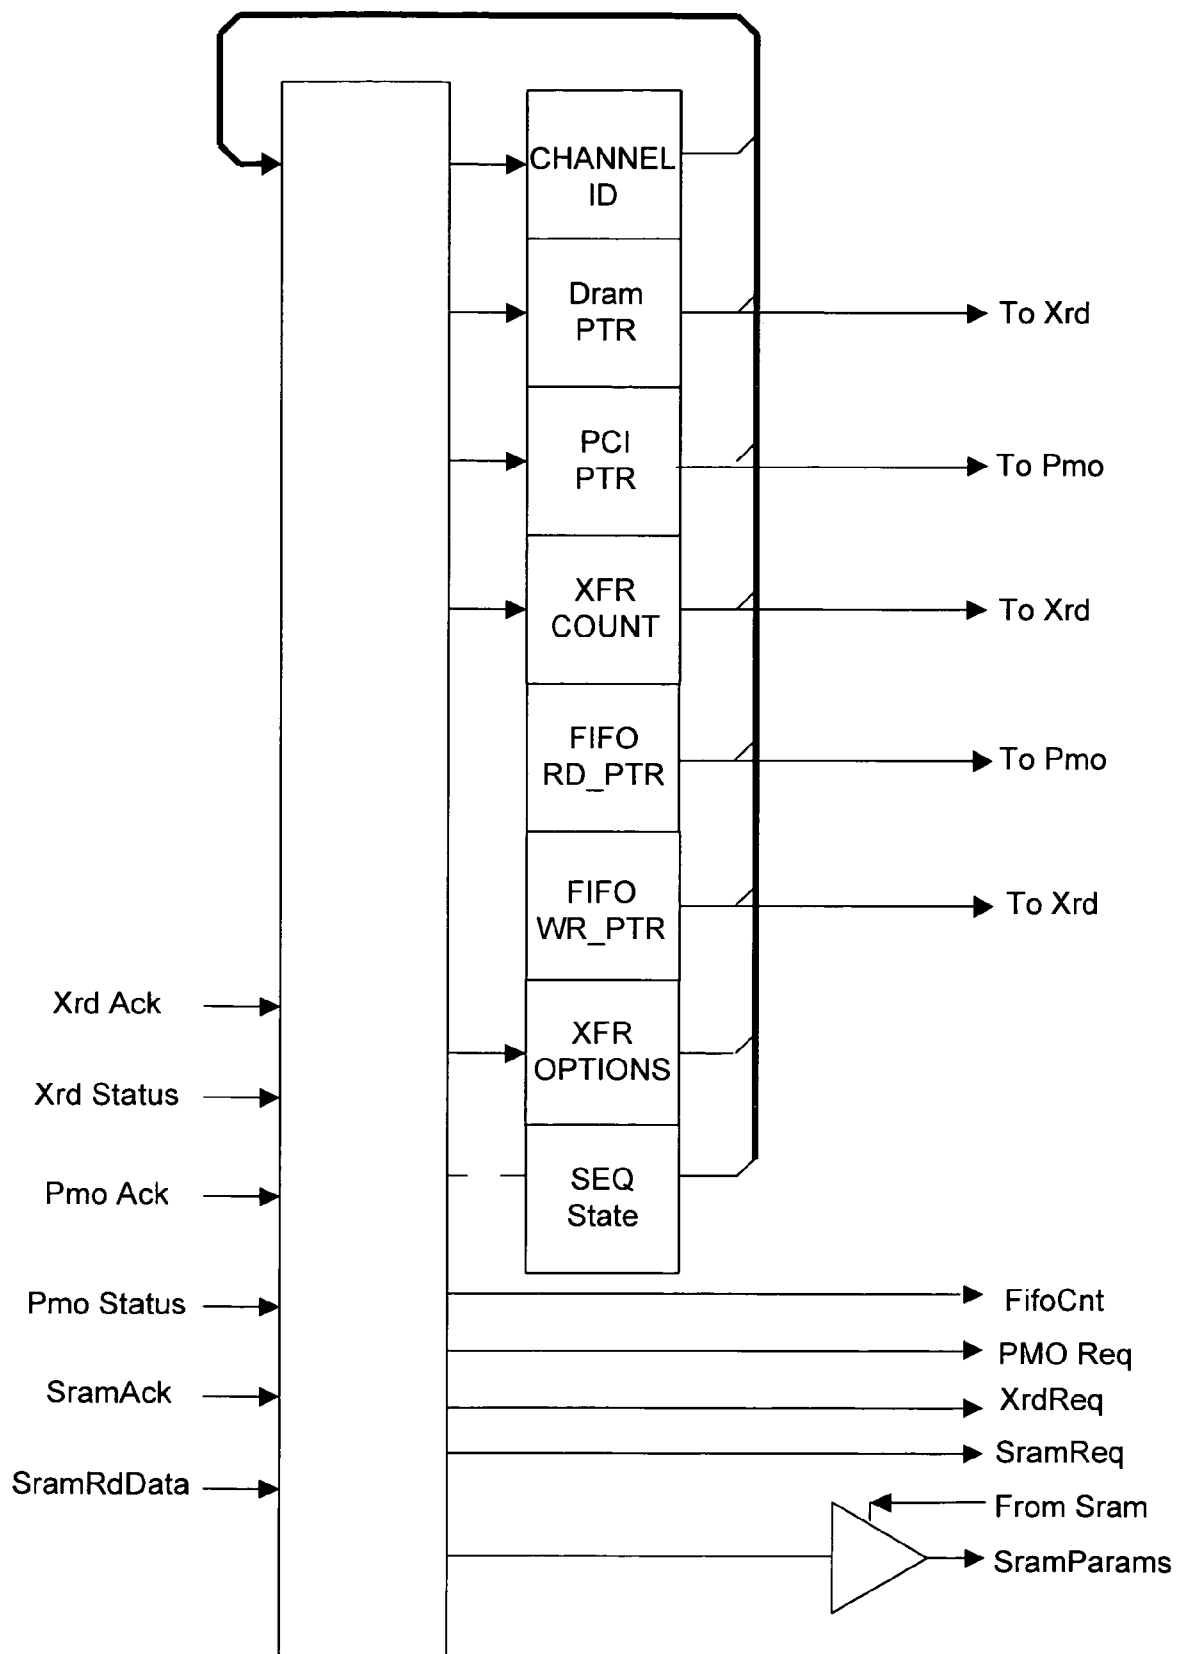 CHANNEL
ID
Dram
PTR
To Xrd
PCI
PTR
To Pmo
XFR
COUNT
To Xrd
FIFO
RD_PTR
To Pmo
FIFO
WR_PTR
To Xrd
Xrd Ack
XFR
OPTIONS
Xrd Status
Pmo Ack
SEQ
State
Pmo Status
FifoCnt
PMO Req
SramAck
XrdReq
SramReq
SramRdData
From Sram
SramParams